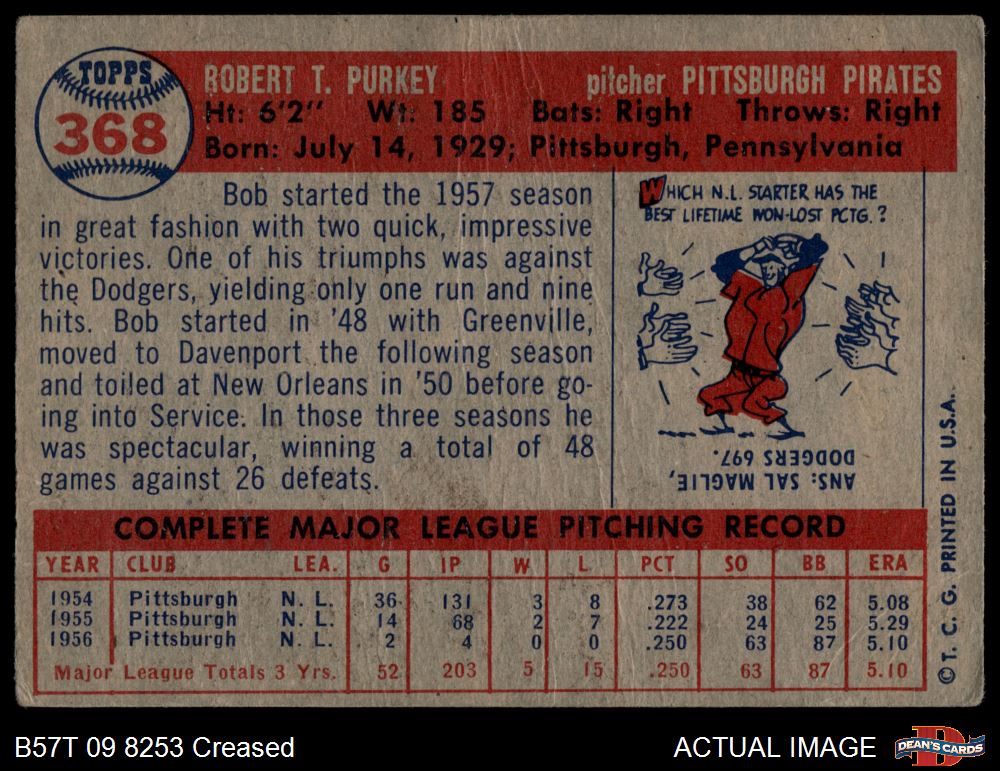 TOPPS
368
ROBERT T. PURKEY pitcher PITTSBURGH PIRATES
Ht: 6'2" Wt: 185 Bats: Right Throws: Right
Born: July 14, 1929; Pittsburgh, Pennsylvania
Bob started the 1957 season
in great fashion with two quick, impressive
victories. One of his triumphs was against
the Dodgers, yielding only one run and nine
hits. Bob started in '48 with Greenville,
moved to Davenport the following season
and toiled at New Orleans in '50 before go-
ing into Service. In those three seasons he
was spectacular, winning a total of 48
games against 26 defeats.
WHICH N.L. STARTER HAS THE
BEST LIFETIME WON-LOST PCTG.?
ANS: SAL MAGLIE,
DODGERS 697.
COMPLETE MAJOR LEAGUE PITCHING RECORD
YEAR CLUB LEA. G IP W L PCT SO BB ERA
1954 Pittsburgh N. L. 36 131 3 8 .273 38 62 5.08
1955 Pittsburgh N. L. 14 68 2 7 .222 24 25 5.29
1956 Pittsburgh N. L. 2 4 0 0 .250 63 87 5.10
Major League Totals 3 Yrs. 52 203 5 15 .250 63 87 5.10
©T. C. G. PRINTED IN U.S.A.
B57T 09 8253 Creased
ACTUAL IMAGE
DEAN'S CARDS